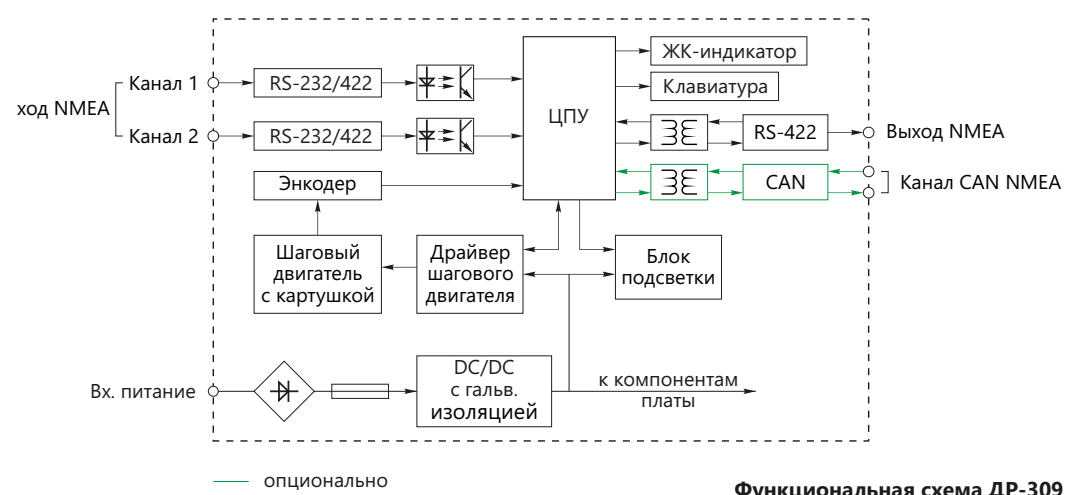 ЖК-индикатор
Канал 1
RS-232/422
Клавиатура
ход NMEA
ЦПУ
Канал 2
RS-232/422
RS-422
Выход NMEA
Энкодер
CAN
Канал CAN NMEA
Шаговый
двигатель
с картушкой
Драйвер
шагового
двигателя
Блок
подсветки
Вх. питание
DC/DC
с гальв.
изоляцией
к компонентам
платы
опционально
Функциональная схема ДР-309